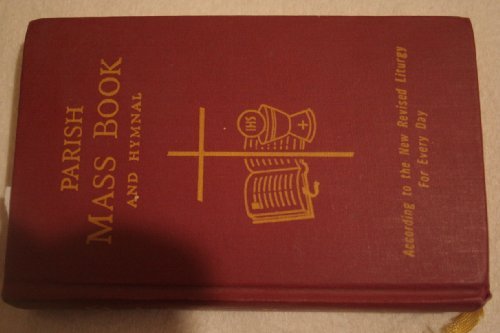 PARISH
MASS BOOK
AND HYMNAL
IHS
According to the New Revised Liturgy
For Every Day